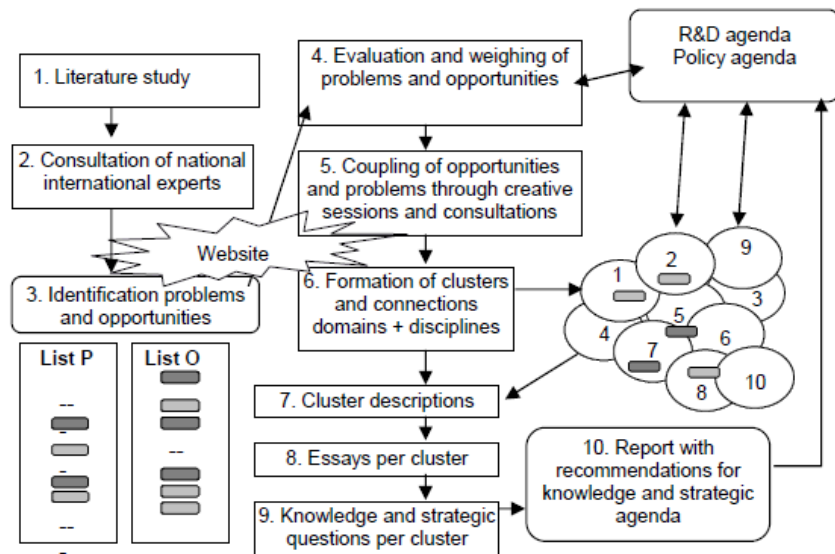 1. Literature study
2. Consultation of national
international experts
Website
3. Identification problems
and opportunities
List P
--
-
-
--
-
List O
--
4. Evaluation and weighing of
problems and opportunities
5. Coupling of opportunities
and problems through creative
sessions and consultations
6. Formation of clusters
and connections
domains + disciplines
7. Cluster descriptions
8. Essays per cluster
9. Knowledge and strategic
questions per cluster
R&D agenda
Policy agenda
1
2
9
3
4
5
6
7
8
10
10. Report with
recommendations for
knowledge and strategic
agenda